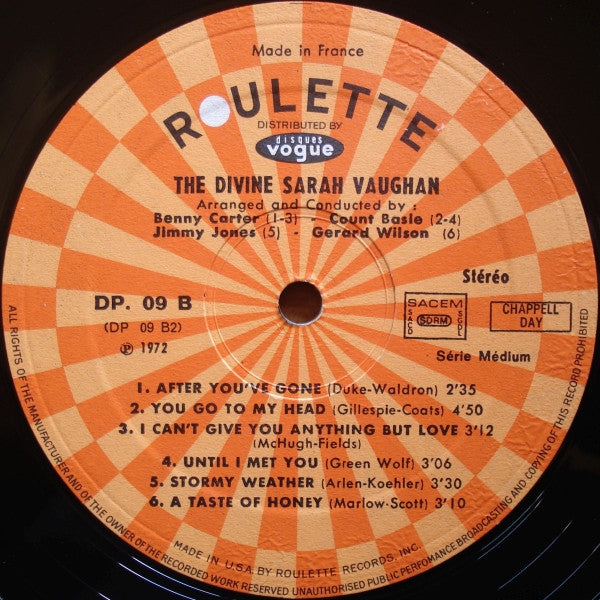 Made in France
ROULETTE
DISTRIBUTED BY
disques
vogue
THE DIVINE SARAH VAUGHAN
Arranged and Conducted by :
Benny Carter (1-3) - Count Basie (2-4)
Jimmy Jones (5) - Gerard Wilson (6)
Stéréo
DP. 09 B
(DP 09 B2)
℗ 1972
SACEM
SACD
SDRM
SGDL
CHAPPELL
DAY
Série Médium
1. AFTER YOU'VE GONE (Duke-Waldron) 2'35
2. YOU GO TO MY HEAD (Gillespie-Coats) 4'50
3. I CAN'T GIVE YOU ANYTHING BUT LOVE 3'12
(McHugh-Fields)
4. UNTIL I MET YOU (Green Wolf) 3'06
5. STORMY WEATHER (Arlen-Koehler) 3'30
6. A TASTE OF HONEY (Marlow-Scott) 3'10
MADE IN U.S.A. BY ROULETTE RECORDS, INC.
ALL RIGHTS OF THE MANUFACTURER AND OF THE OWNER OF THE RECORDED WORK RESERVED UNAUTHORISED PUBLIC PERFOMANCE BROADCASTING AND COPYING OF THIS RECORD PROHIBITED